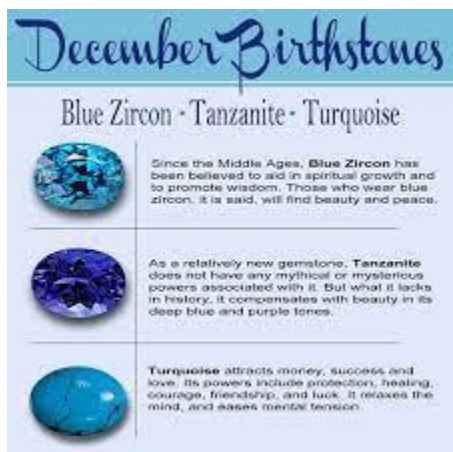 December Birthstones
Blue Zircon · Tanzanite · Turquoise
Since the Middle Ages, Blue Zircon has
been believed to aid in spiritual growth and
to promote wisdom. Those who wear blue
zircon, it is said, will find beauty and peace.
As a relatively new gemstone, Tanzanite
does not have any mythical or mysterious
powers associated with it. But what it lacks
in history, it compensates with beauty in its
deep blue and purple tones.
Turquoise attracts money, success and
love. Its powers include protection, healing,
courage, friendship, and luck. It relaxes the
mind, and eases mental tension.